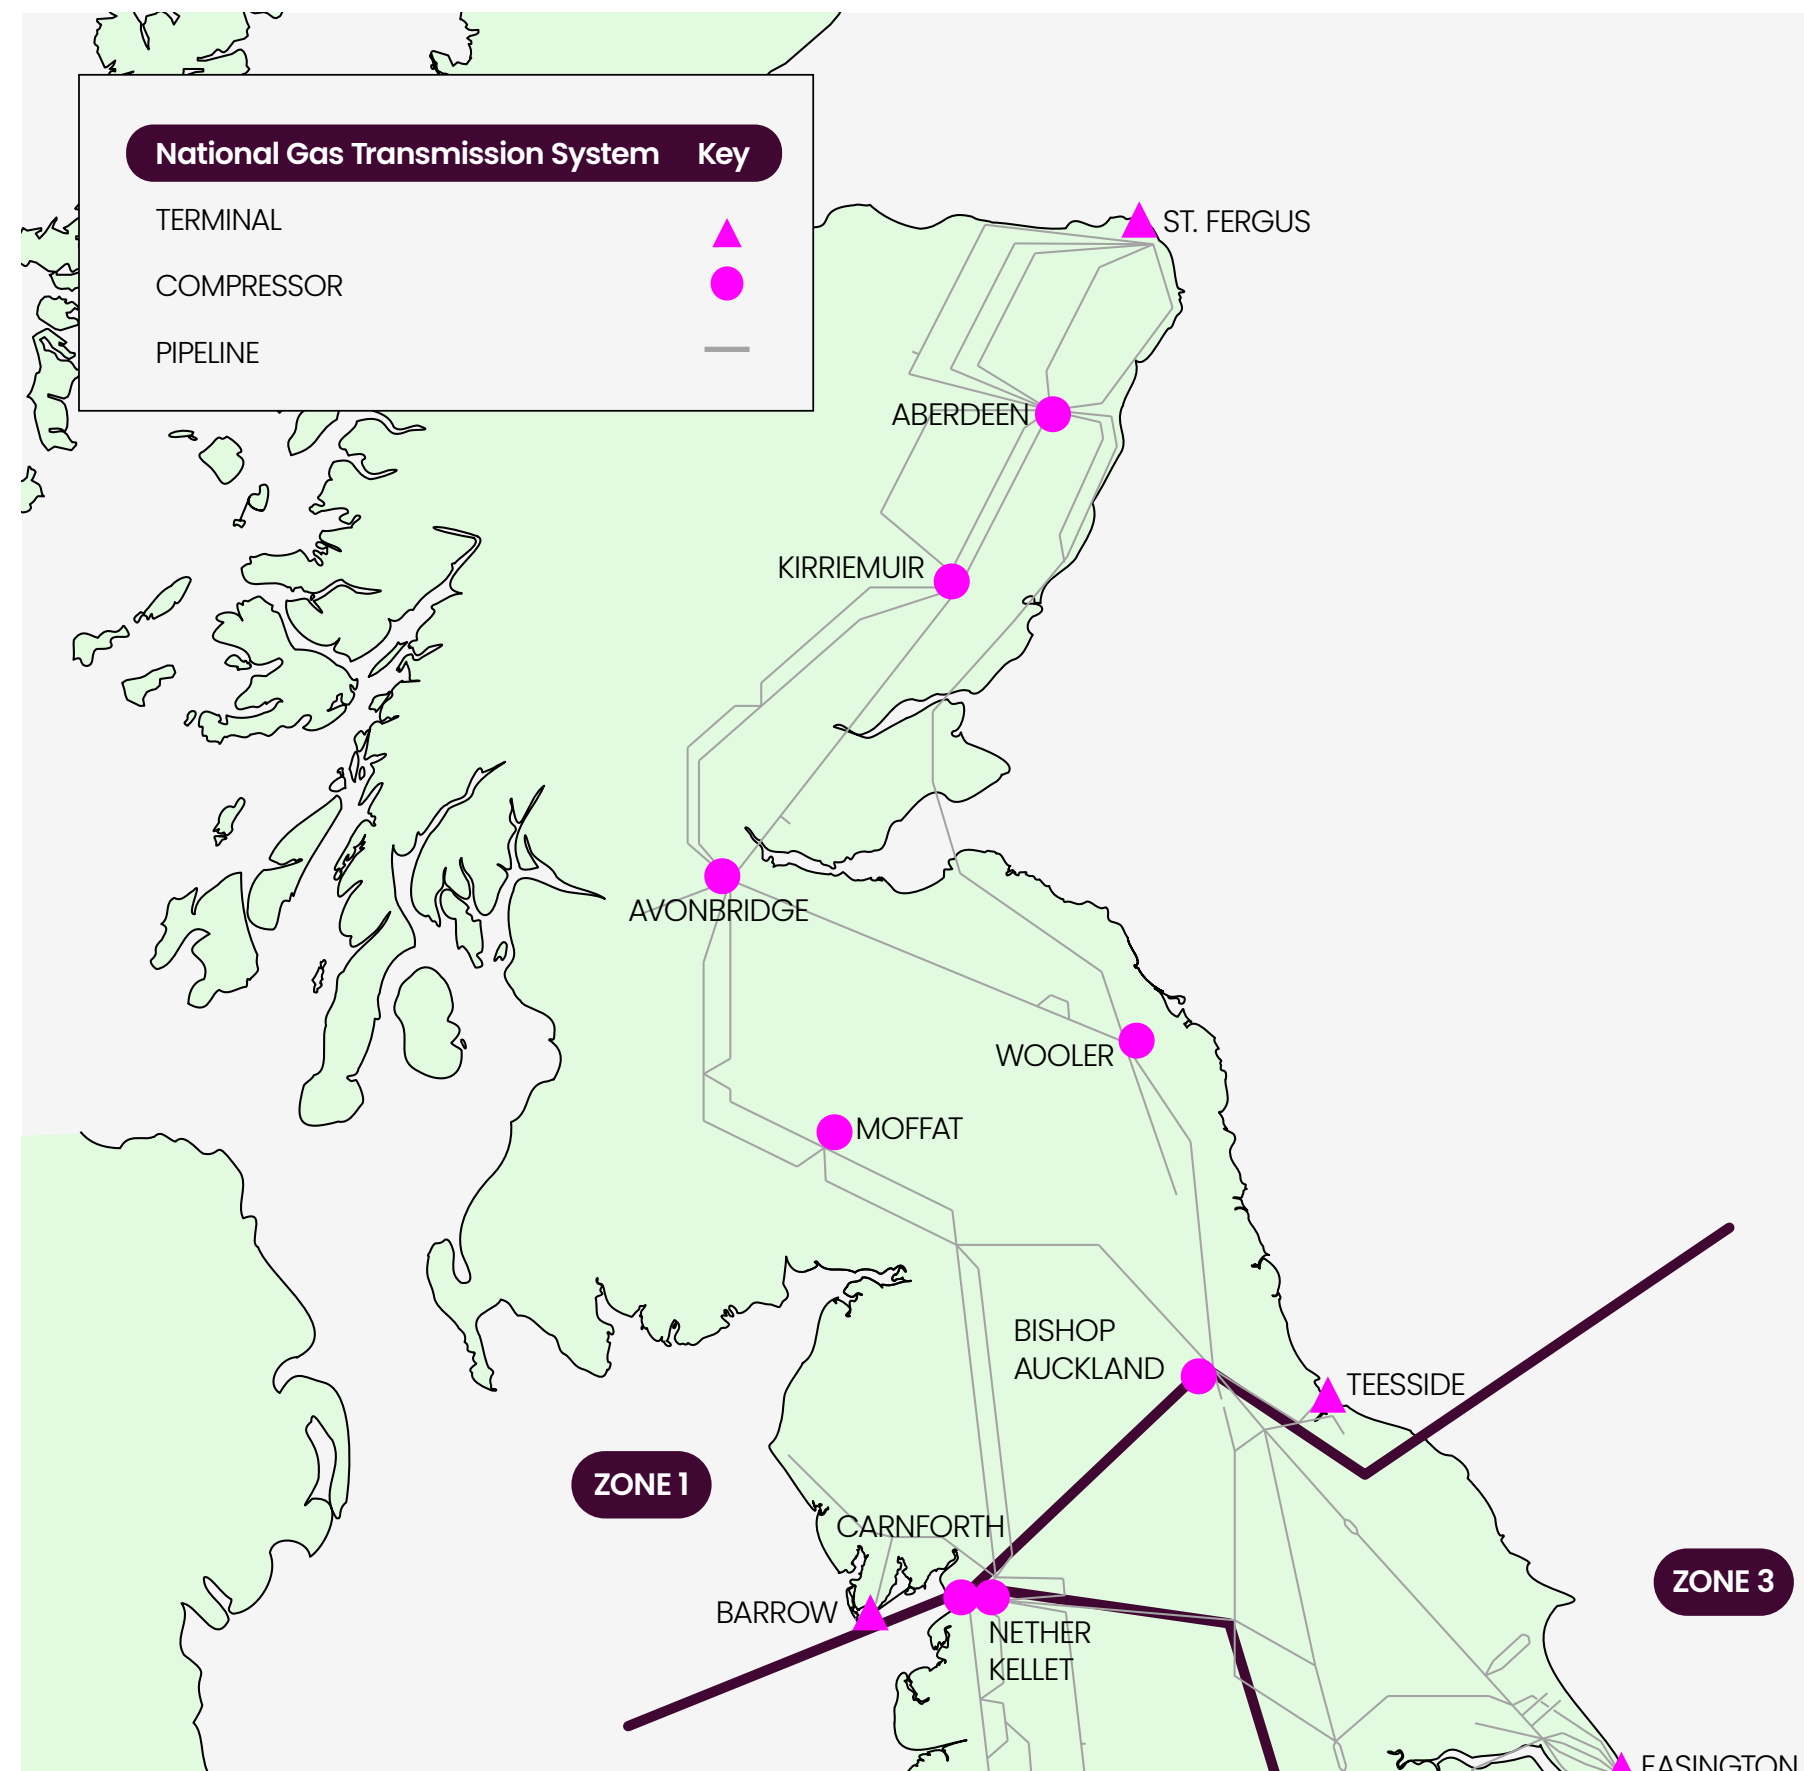 National Gas Transmission System Key
TERMINAL
COMPRESSOR
PIPELINE
ST. FERGUS
ABERDEEN
KIRRIEMUIR
AVONBRIDGE
WOOLER
MOFFAT
BISHOP
AUCKLAND
TEESSIDE
ZONE 1
CARNFORTH
ZONE 3
BARROW
NETHER
KELLET
EASINGTON